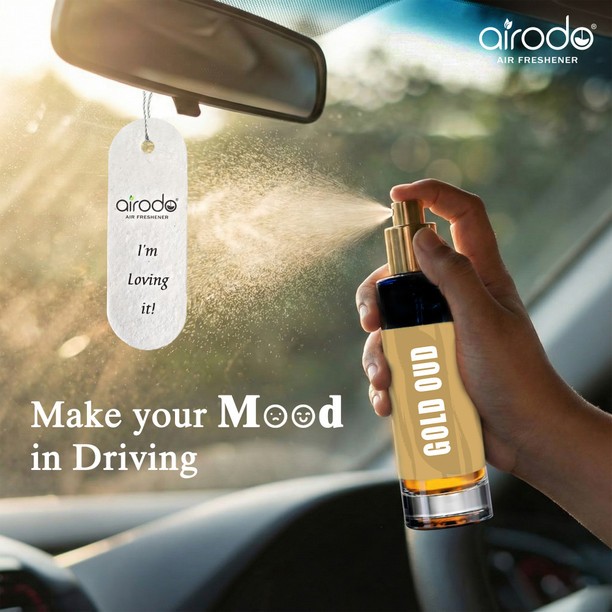 airodo®
AIR FRESHENER
airodo®
AIR FRESHENER
I'm
Loving
it!
GOLD OUD
Make your Mood
in Driving